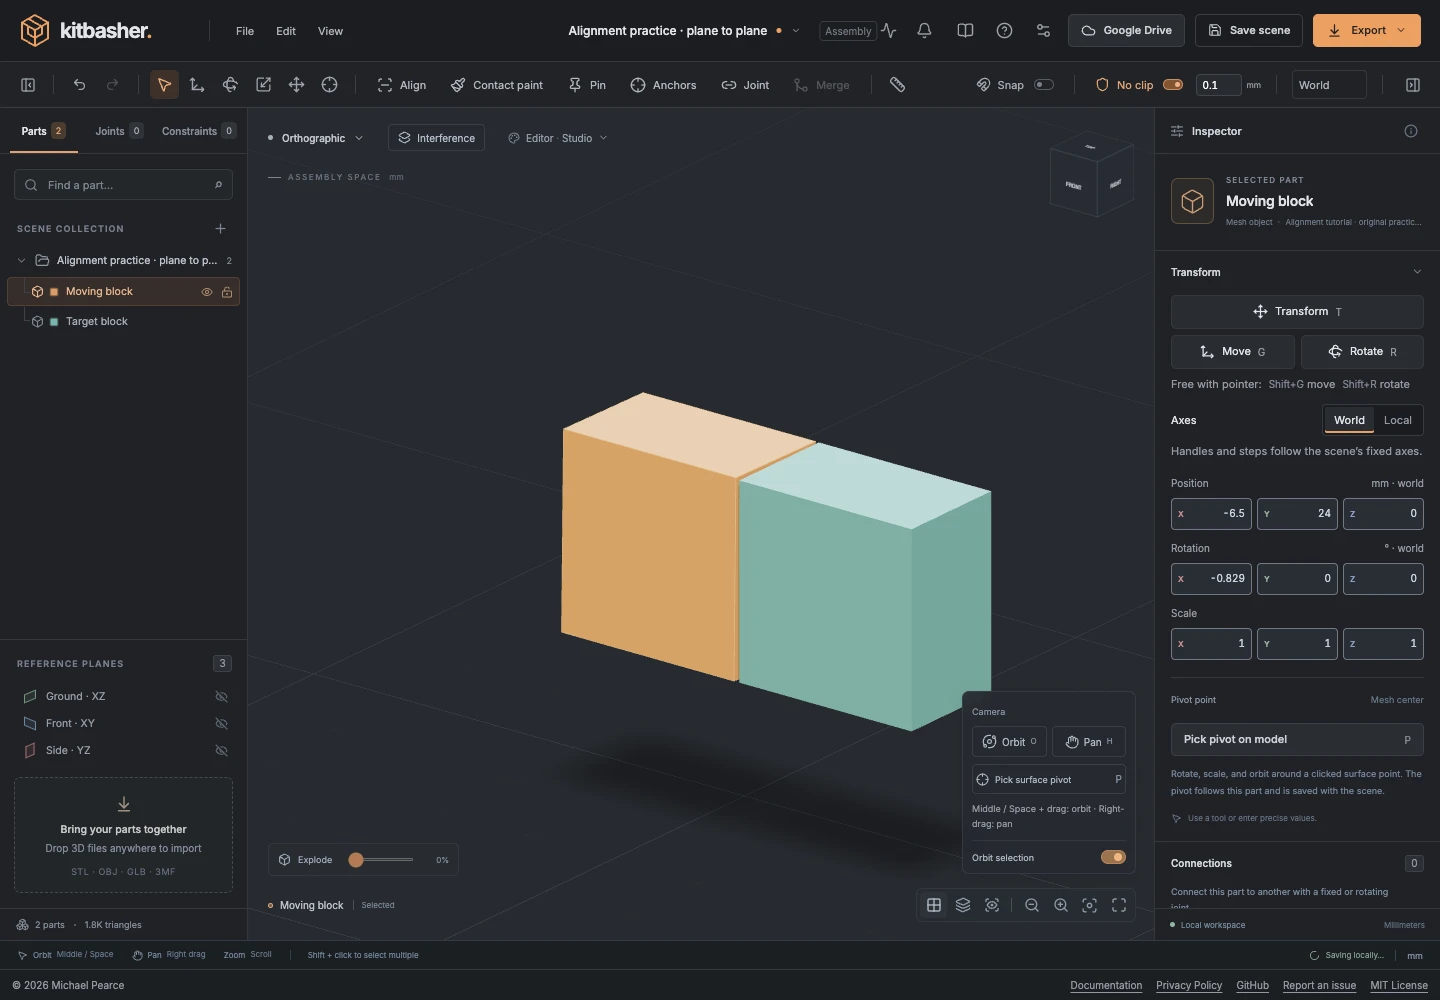 kitbasher.
File Edit View
Alignment practice · plane to plane
Assembly
Google Drive
Save scene
Export
Align
Contact paint
Pin
Anchors
Joint
Merge
Snap
No clip
0.1 mm
World
Parts 2
Joints 0
Constraints 0
Find a part...
SCENE COLLECTION
Alignment practice · plane to p... 2
Moving block
Target block
REFERENCE PLANES 3
Ground · XZ
Front · XY
Side · YZ
Bring your parts together
Drop 3D files anywhere to import
STL · OBJ · GLB · 3MF
2 parts · 1.8K triangles
Orthographic
Interference
Editor · Studio
ASSEMBLY SPACE mm
FRONT
RIGHT
Camera
Orbit O
Pan H
Pick surface pivot P
Middle / Space + drag: orbit · Right-
drag: pan
Orbit selection
Explode 0%
Moving block Selected
Inspector
SELECTED PART
Moving block
Mesh object · Alignment tutorial · original practic...
Transform
Transform T
Move G
Rotate R
Free with pointer: Shift+G move Shift+R rotate
Axes
World Local
Handles and steps follow the scene's fixed axes.
Position mm · world
X -6.5 Y 24 Z 0
Rotation ° · world
X -0.829 Y 0 Z 0
Scale
X 1 Y 1 Z 1
Pivot point Mesh center
Pick pivot on model P
Rotate, scale, and orbit around a clicked surface point. The
pivot follows this part and is saved with the scene.
Use a tool or enter precise values.
Connections 0
Connect this part to another with a fixed or rotating
joint.
Local workspace Millimeters
Orbit Middle / Space
Pan Right drag
Zoom Scroll
Shift + click to select multiple
Saving locally... mm
© 2026 Michael Pearce
Documentation Privacy Policy GitHub Report an issue MIT License